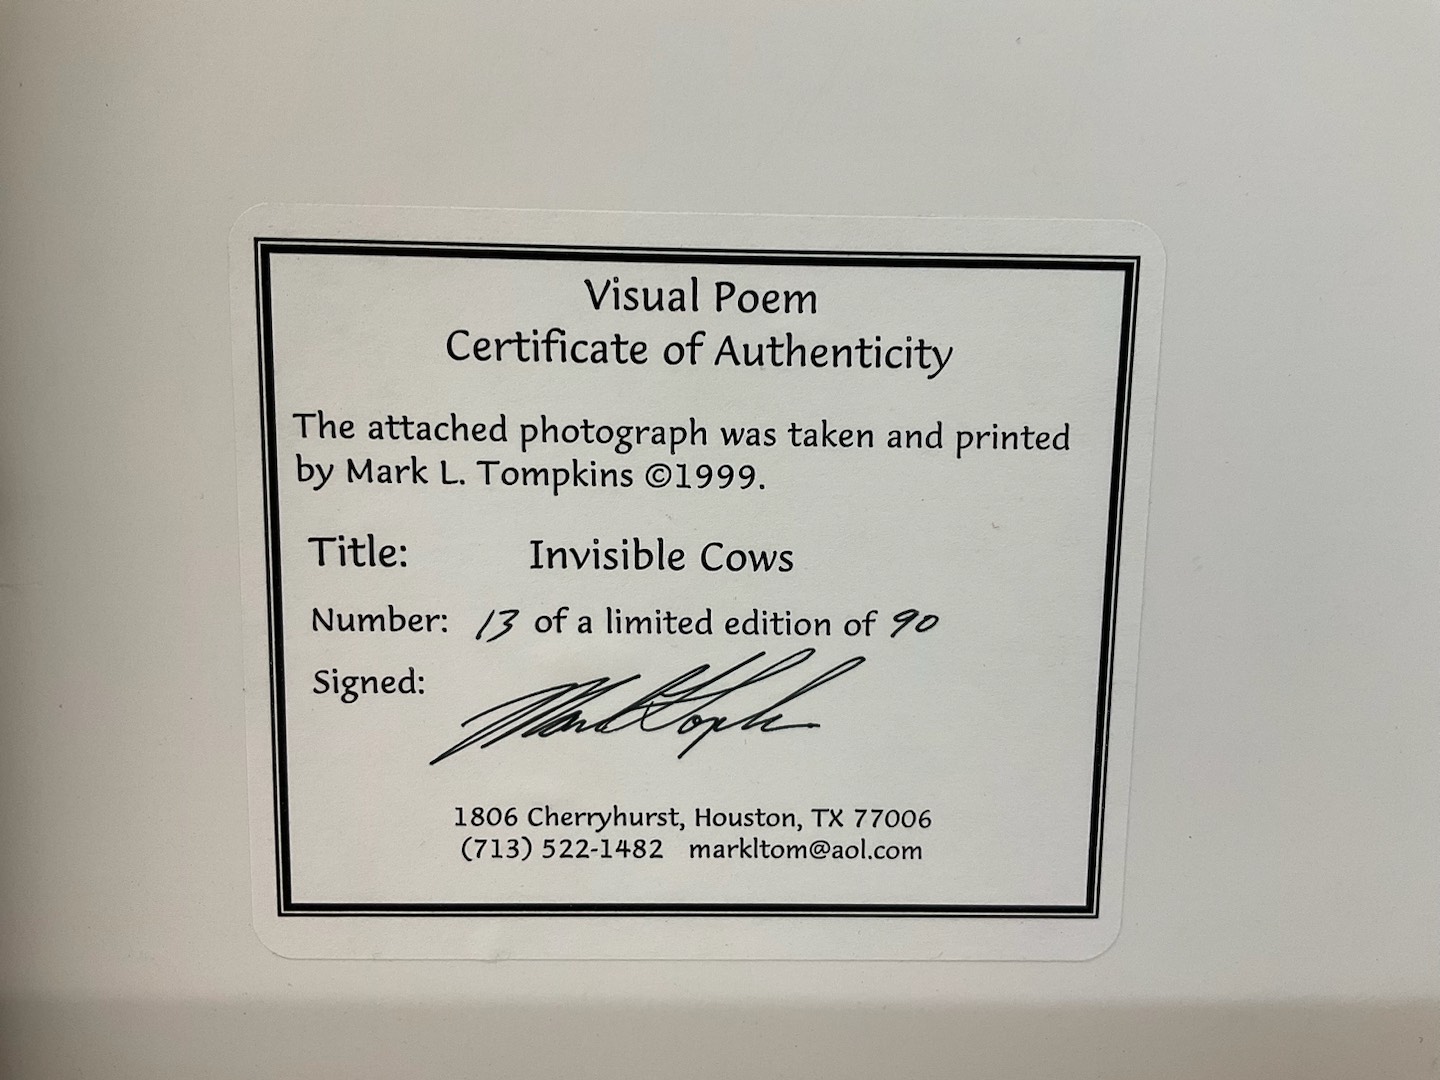 Visual Poem
Certificate of Authenticity
The attached photograph was taken and printed
by Mark L. Tompkins ©1999.
Title: Invisible Cows
Number: 13 of a limited edition of 90
Signed:
1806 Cherryhurst, Houston, TX 77006
(713) 522-1482 markltom@aol.com